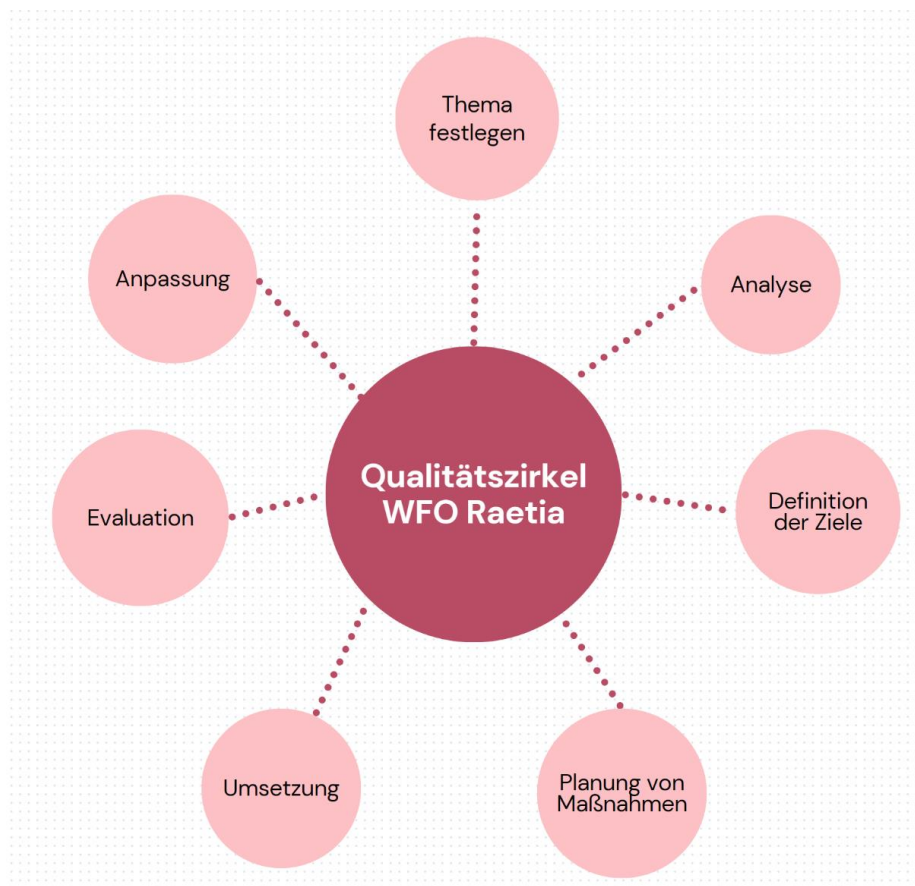 Thema
festlegen
Analyse
Anpassung
Qualitätszirkel
WFO Raetia
Definition
der Ziele
Evaluation
Umsetzung
Planung von
Maßnahmen